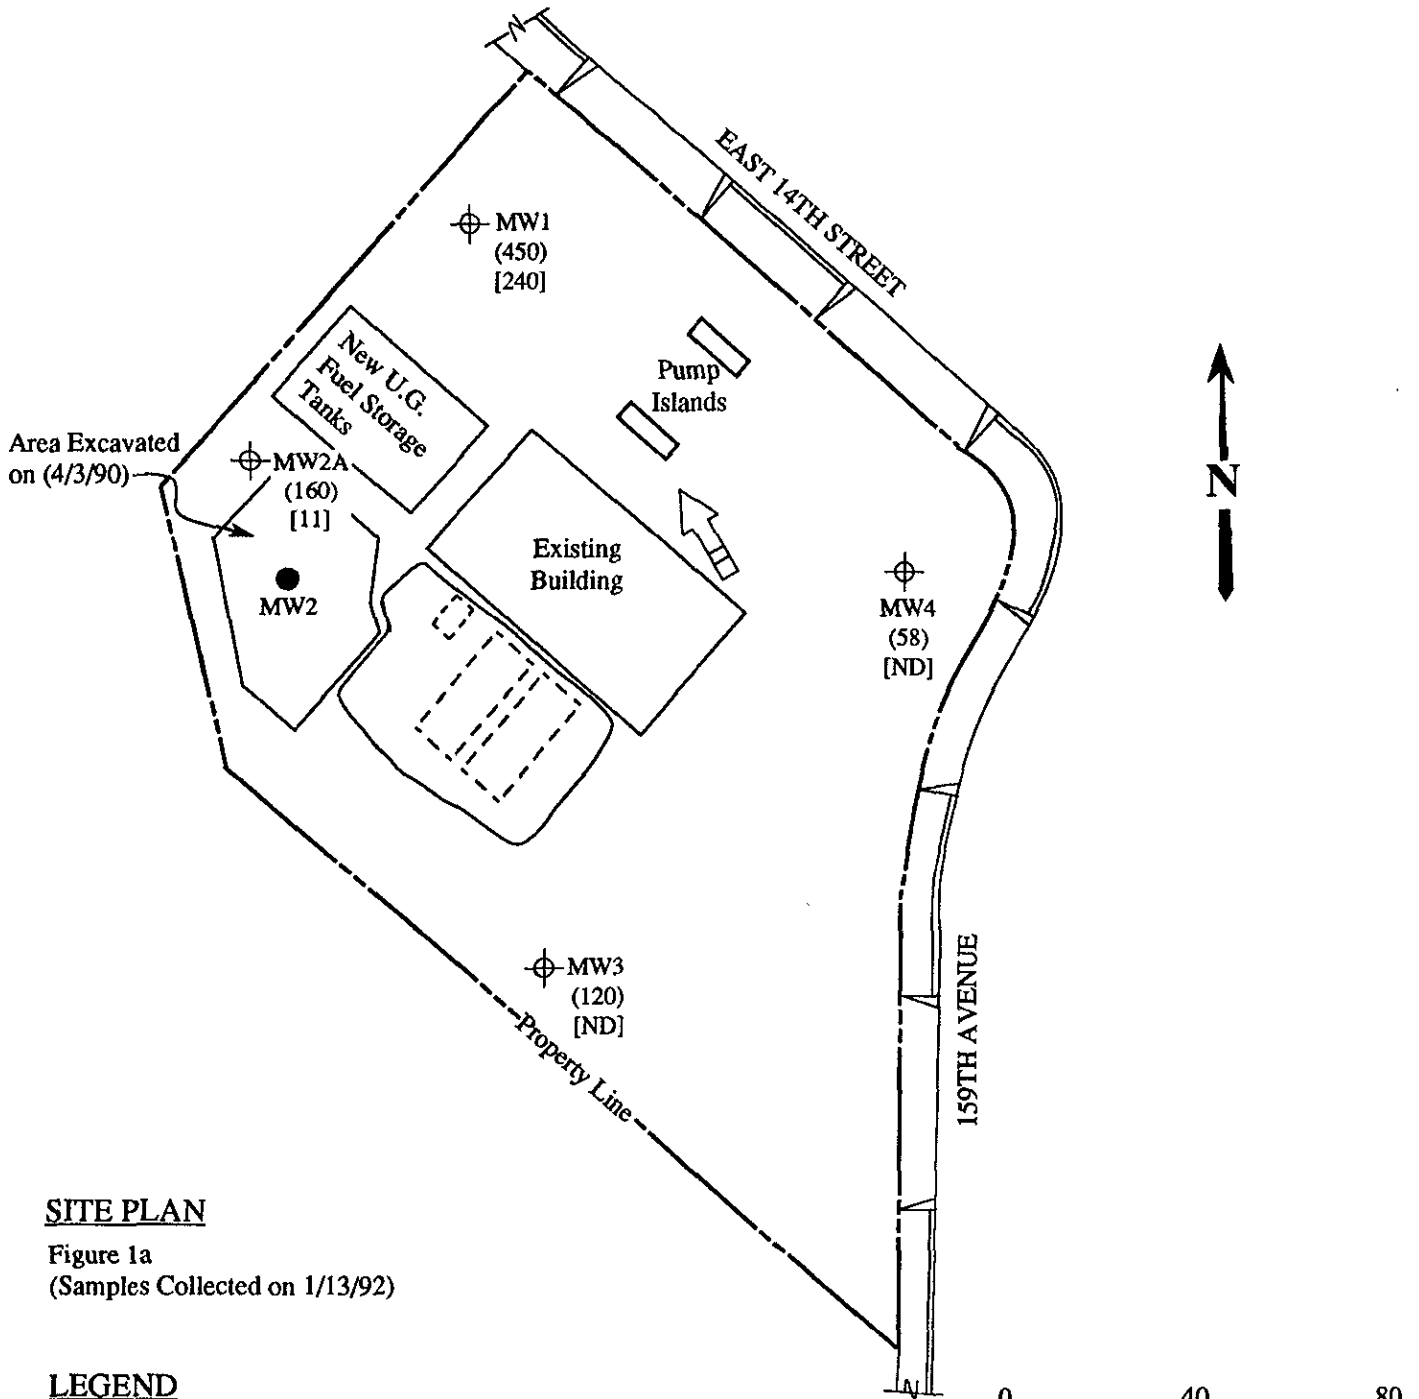 N
EAST 14TH STREET
MW1
(450)
[240]
New U.G.
Fuel Storage
Tanks
Pump
Islands
Area Excavated
on (4/3/90)
MW2A
(160)
[11]
N
Existing
Building
MW2
MW4
(58)
[ND]
MW3
(120)
[ND]
Property Line
159TH AVENUE
SITE PLAN
Figure 1a
(Samples Collected on 1/13/92)
LEGEND
N
0 40 80